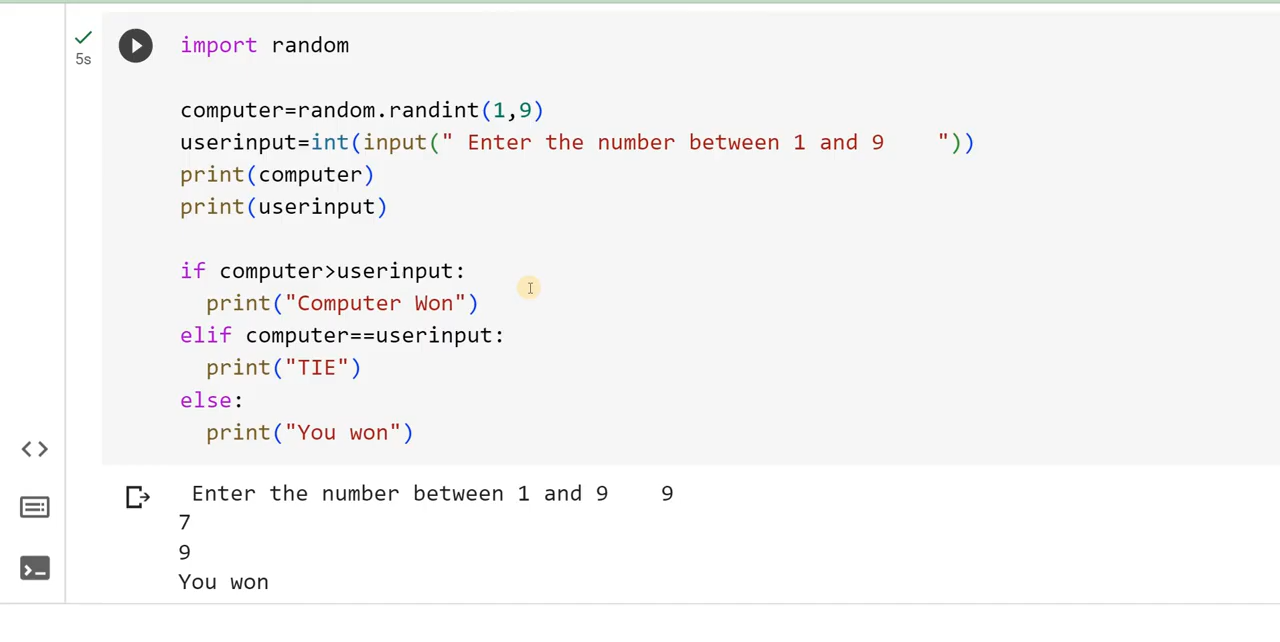 5s
import random
computer=random.randint(1,9)
userinput=int(input(" Enter the number between 1 and 9    "))
print(computer)
print(userinput)
if computer>userinput:
  print("Computer Won")
elif computer==userinput:
  print("TIE")
else:
  print("You won")
Enter the number between 1 and 9    9
7
9
You won